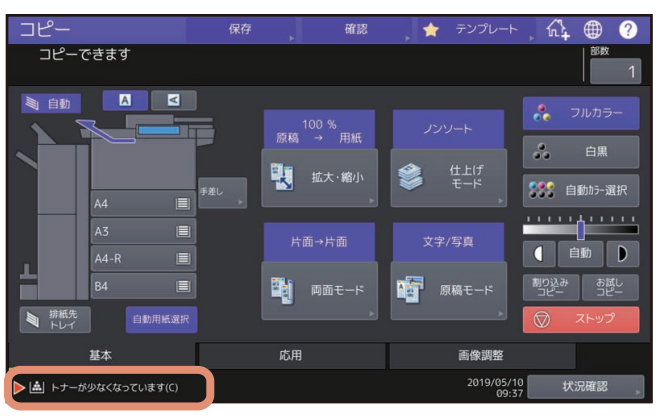 コピー
保存
確認
テンプレート
?
コピーできます
部数
1
自動
A
A
100 %
原稿 → 用紙
ノンソート
フルカラー
拡大・縮小
仕上げ
モード
白黒
手差し
自動ｶﾗｰ選択
A4
A3
A4-R
B4
片面→片面
文字/写真
自動
両面モード
原稿モード
割り込み
コピー
お試し
コピー
排紙先
トレイ
自動用紙選択
ストップ
基本
応用
画像調整
トナーが少なくなっています(C)
2019/05/10
09:37
状況確認